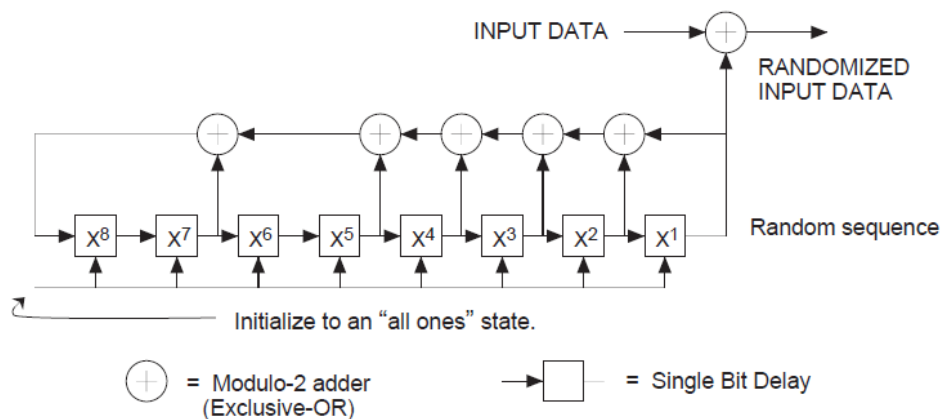 INPUT DATA
RANDOMIZED
INPUT DATA
X⁸ X⁷ X⁶ X⁵ X⁴ X³ X² X¹
Random sequence
Initialize to an “all ones” state.
= Modulo-2 adder
(Exclusive-OR)
= Single Bit Delay